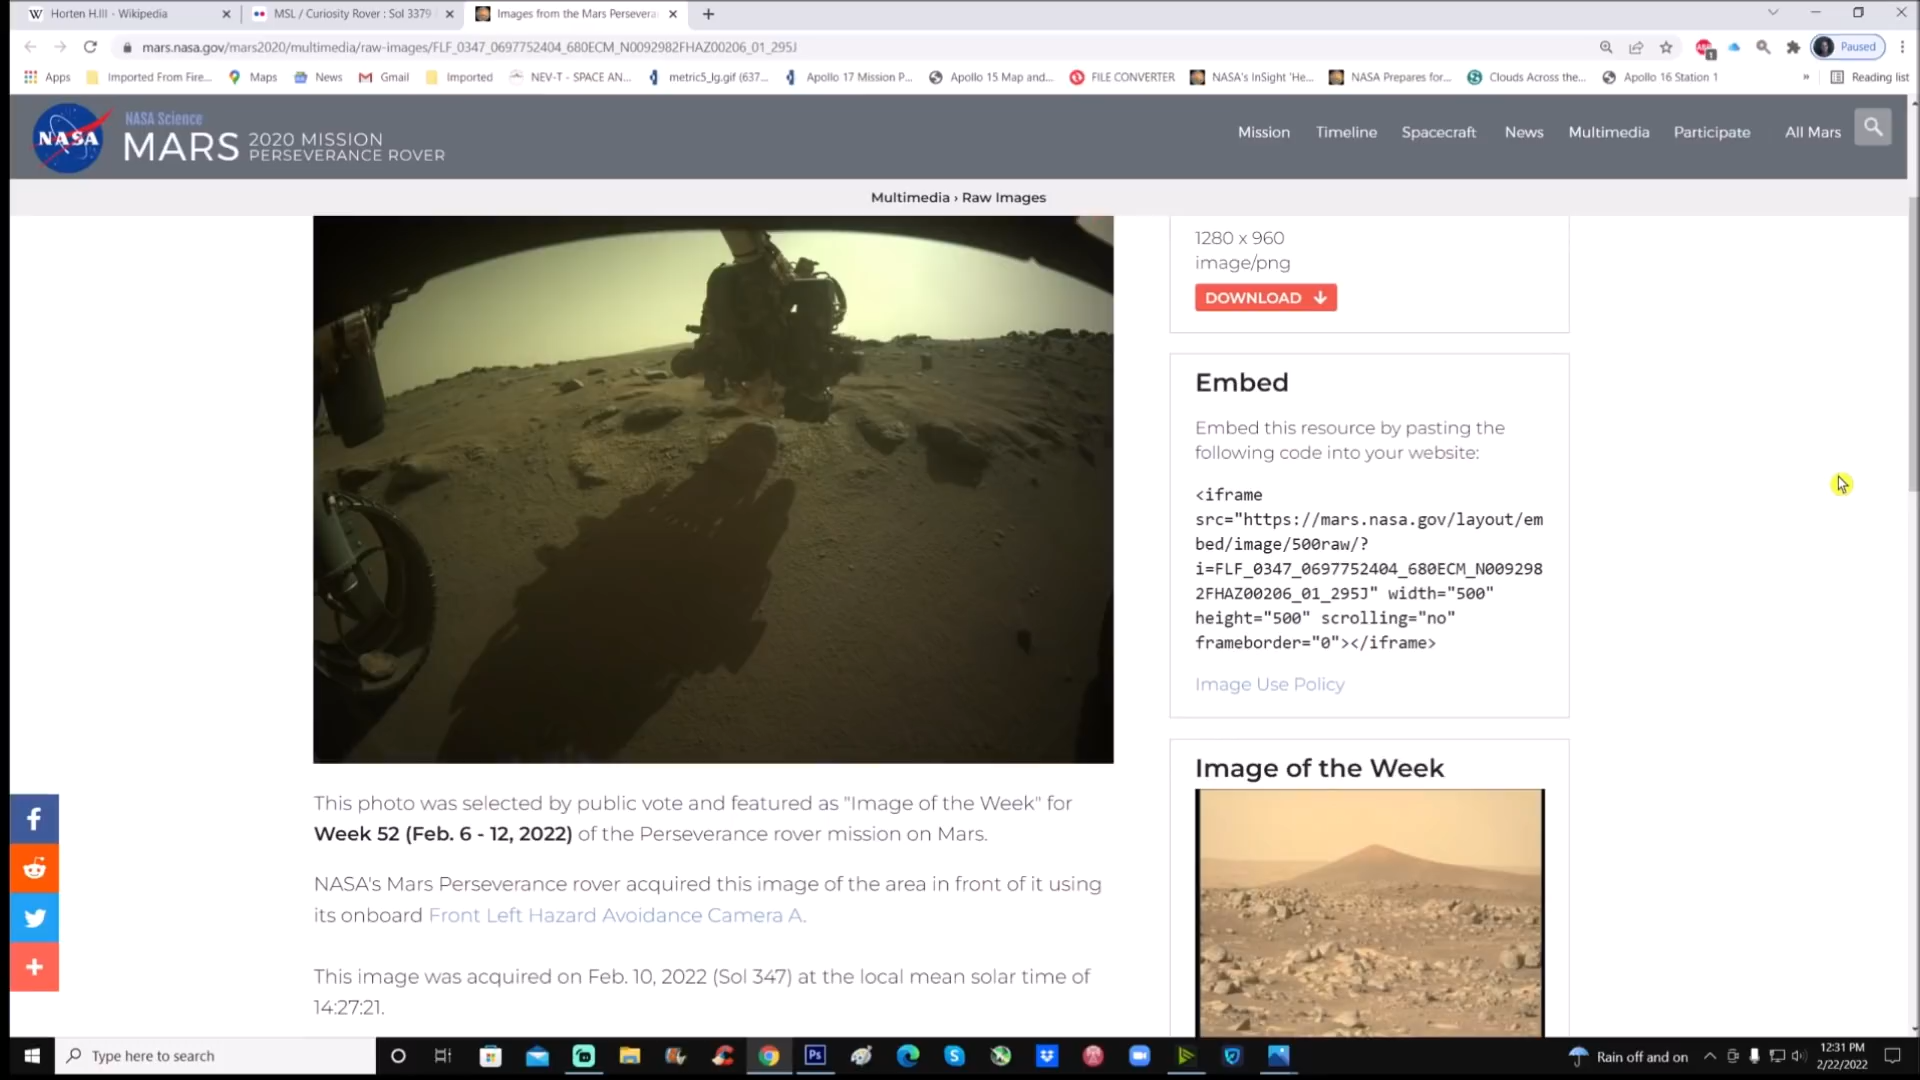 Horten H.III - Wikipedia
MSL / Curiosity Rover : Sol 3379
Images from the Mars Persevera
mars.nasa.gov/mars2020/multimedia/raw-images/FLF_0347_0697752404_680ECM_N0092982FHAZ00206_01_295J
Paused
Apps
Imported From Fire...
Maps
News
Gmail
Imported
NEV-T - SPACE AN...
metric5_lg.gif (637...
Apollo 17 Mission P...
Apollo 15 Map and...
FILE CONVERTER
NASA's InSight 'He...
NASA Prepares for...
Clouds Across the...
Apollo 16 Station 1
»
Reading list
NASA
NASA Science
MARS
2020 MISSION
PERSEVERANCE ROVER
Mission
Timeline
Spacecraft
News
Multimedia
Participate
All Mars
Multimedia › Raw Images
1280 x 960
image/png
DOWNLOAD
Embed
Embed this resource by pasting the
following code into your website:
<iframe
src="https://mars.nasa.gov/layout/em
bed/image/500raw/?
i=FLF_0347_0697752404_680ECM_N009298
2FHAZ00206_01_295J" width="500"
height="500" scrolling="no"
frameborder="0"></iframe>
Image Use Policy
Image of the Week
This photo was selected by public vote and featured as "Image of the Week" for
Week 52 (Feb. 6 - 12, 2022) of the Perseverance rover mission on Mars.
NASA's Mars Perseverance rover acquired this image of the area in front of it using
its onboard Front Left Hazard Avoidance Camera A.
This image was acquired on Feb. 10, 2022 (Sol 347) at the local mean solar time of
14:27:21.
Type here to search
Ps
Rain off and on
12:31 PM
2/22/2022